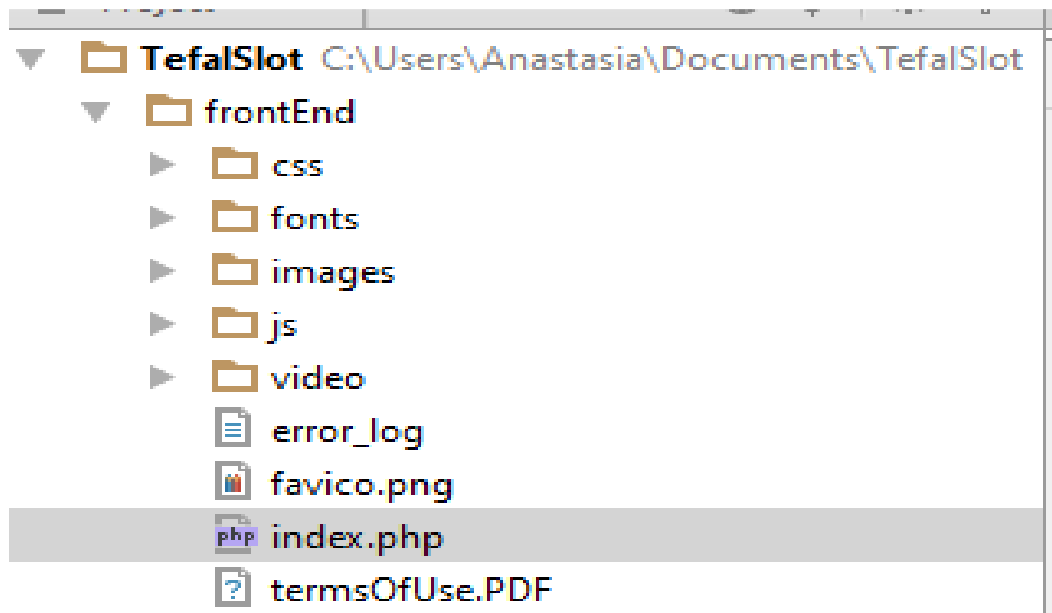 TefalSlot C:\Users\Anastasia\Documents\TefalSlot
frontEnd
css
fonts
images
js
video
error_log
favico.png
php index.php
termsOfUse.PDF